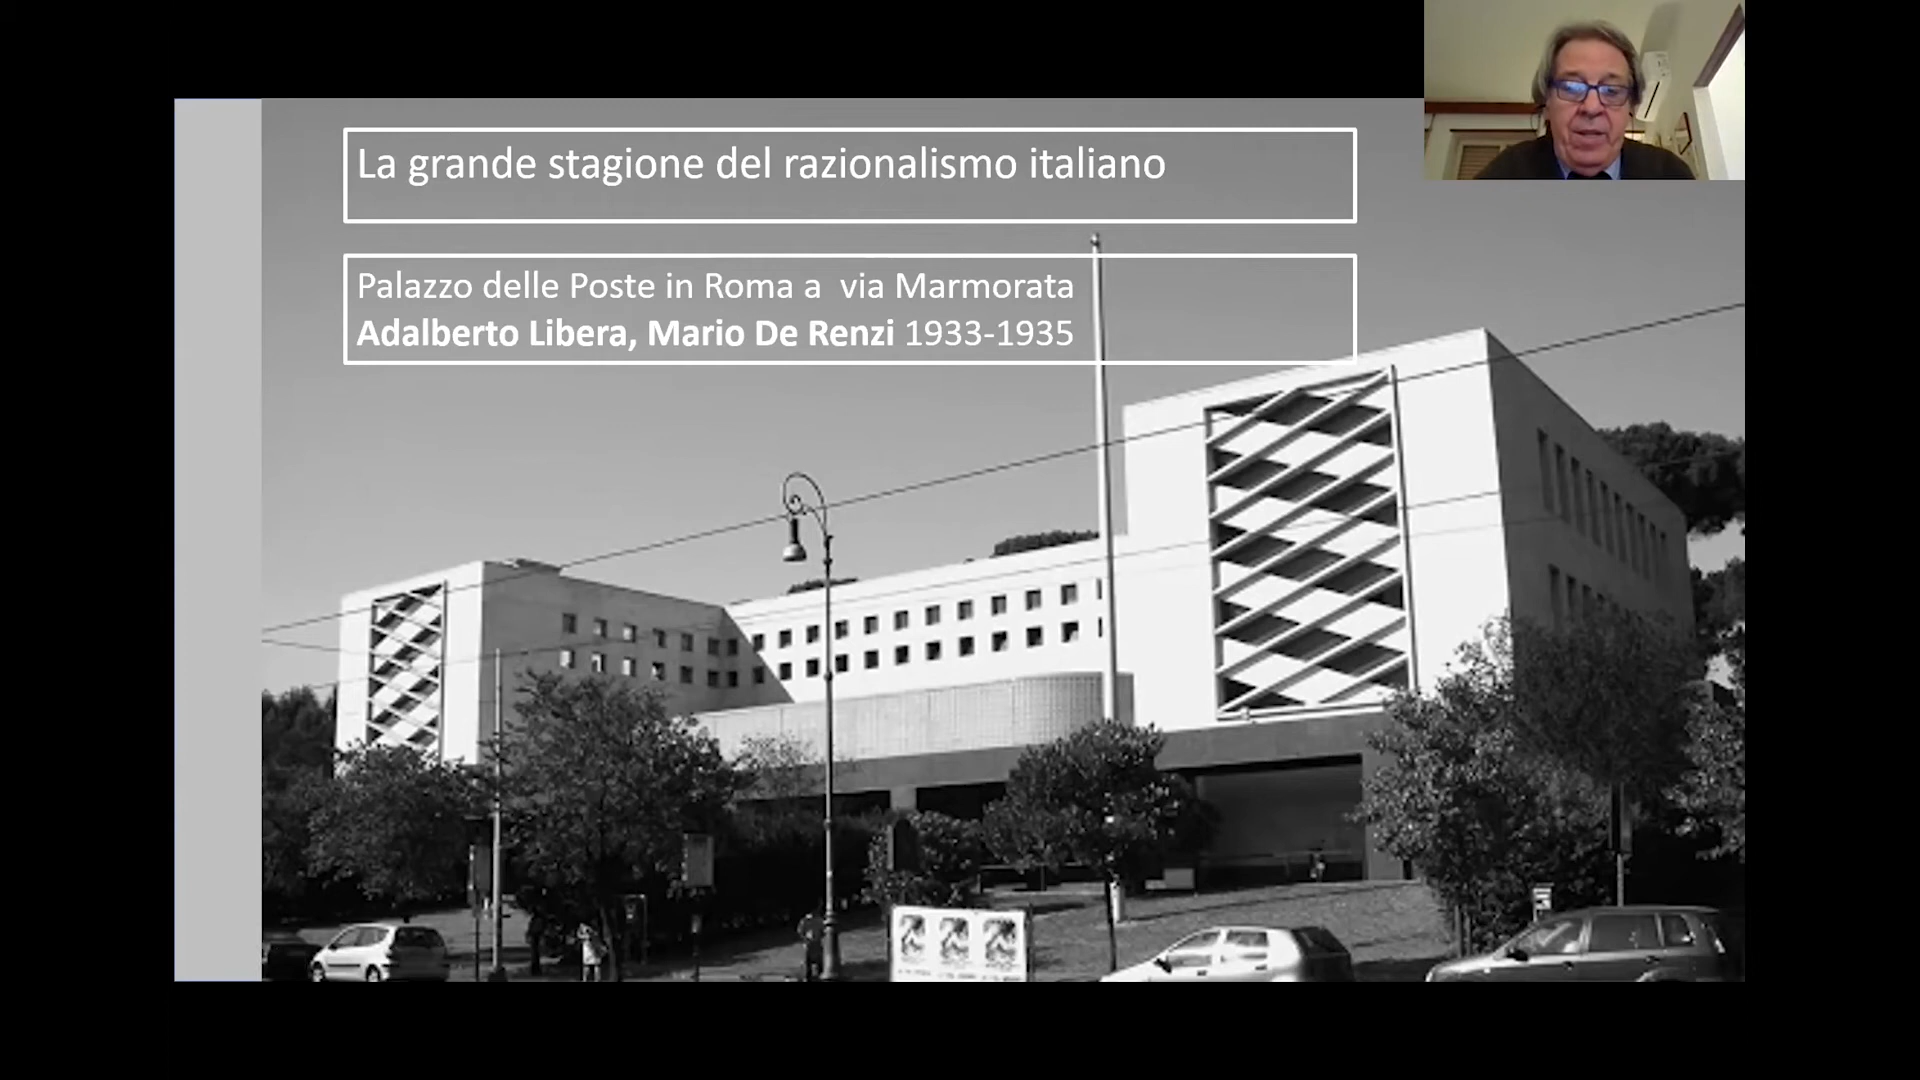 La grande stagione del razionalismo italiano
Palazzo delle Poste in Roma a  via Marmorata
Adalberto Libera, Mario De Renzi 1933-1935